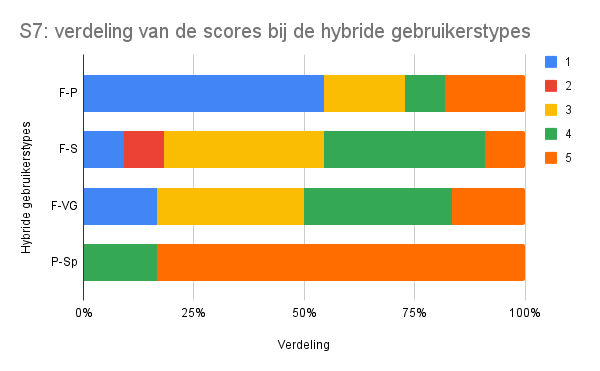 S7: verdeling van de scores bij de hybride gebruikerstypes
1
2
3
4
5
Hybride gebruikerstypes
F-P
F-S
F-VG
P-Sp
0%
25%
50%
75%
100%
Verdeling